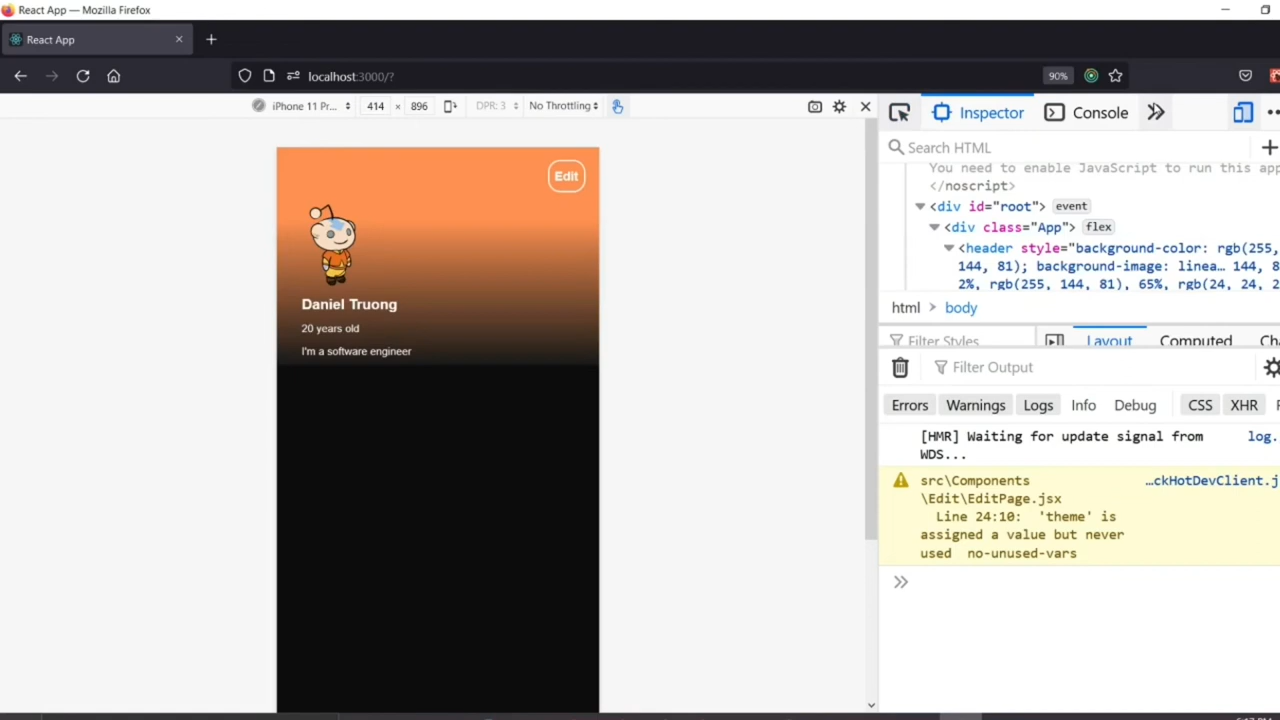 React App — Mozilla Firefox
React App
localhost:3000/?
90%
iPhone 11 Pr...
414 × 896
DPR: 3
No Throttling
Inspector
Console
Search HTML
You need to enable JavaScript to run this app
</noscript>
<div id="root"> event
<div class="App"> flex
<header style="background-color: rgb(255,
144, 81); background-image: linea… 144, 8
2%, rgb(255, 144, 81), 65%, rgb(24, 24, 2
html > body
Filter Styles
Layout
Computed
Filter Output
Errors
Warnings
Logs
Info
Debug
CSS
XHR
[HMR] Waiting for update signal from
WDS...
log.
src\Components
\Edit\EditPage.jsx
Line 24:10: 'theme' is
assigned a value but never
used no-unused-vars
…ckHotDevClient.j
Edit
Daniel Truong
20 years old
I'm a software engineer